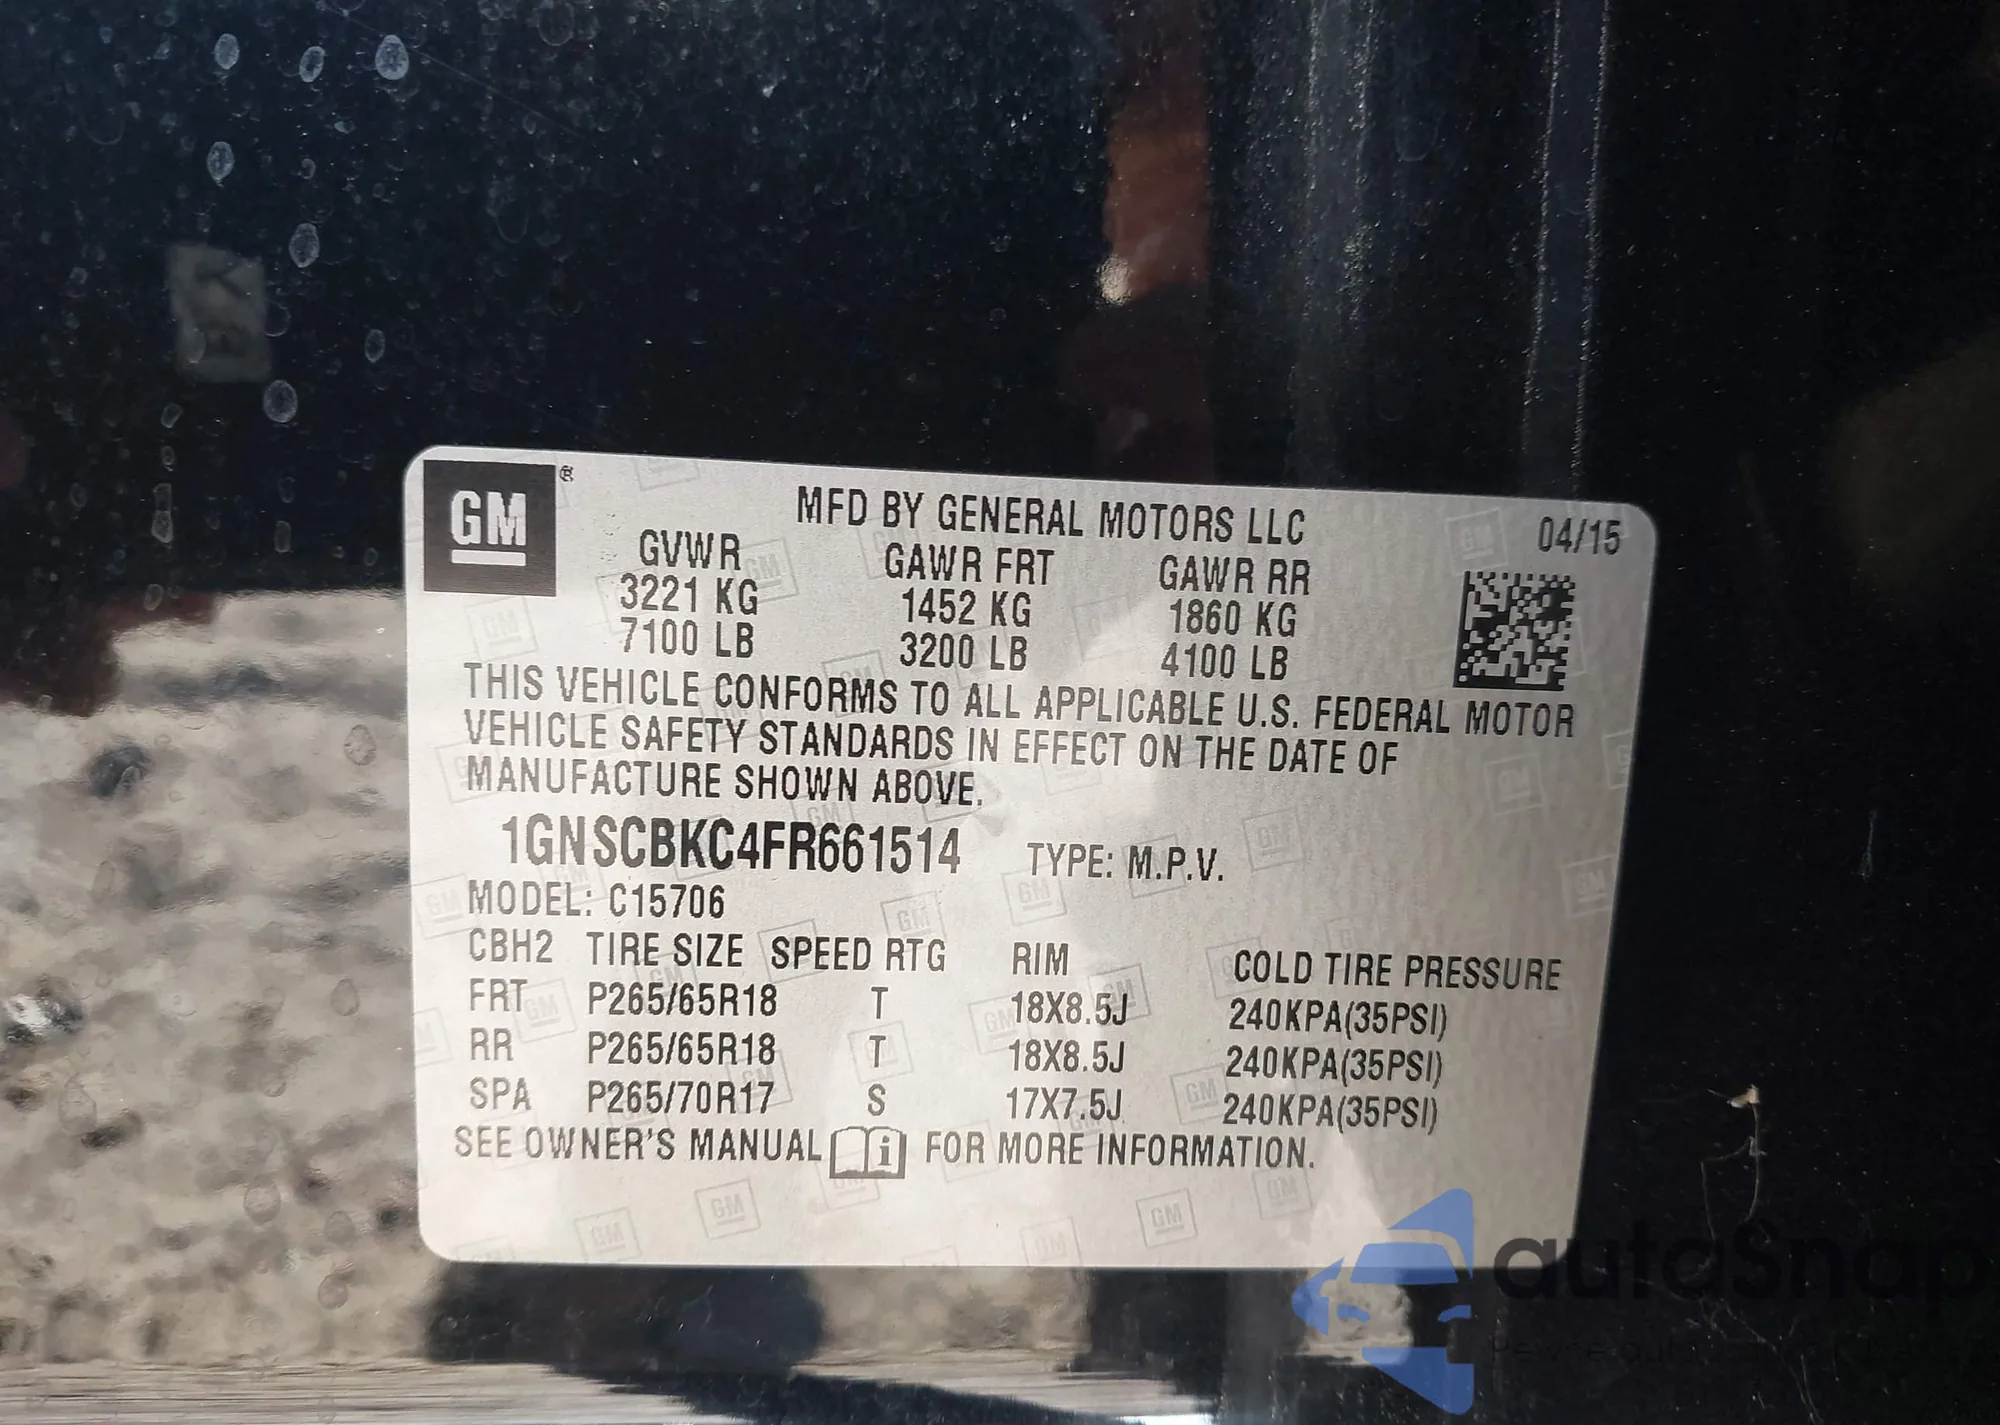 GM®
MFD BY GENERAL MOTORS LLC 04/15
GVWR GAWR FRT GAWR RR
3221 KG 1452 KG 1860 KG
7100 LB 3200 LB 4100 LB
THIS VEHICLE CONFORMS TO ALL APPLICABLE U.S. FEDERAL MOTOR
VEHICLE SAFETY STANDARDS IN EFFECT ON THE DATE OF
MANUFACTURE SHOWN ABOVE.
1GNSCBKC4FR661514 TYPE: M.P.V.
MODEL: C15706
CBH2 TIRE SIZE SPEED RTG RIM COLD TIRE PRESSURE
FRT P265/65R18 T 18X8.5J 240KPA(35PSI)
RR P265/65R18 T 18X8.5J 240KPA(35PSI)
SPA P265/70R17 S 17X7.5J 240KPA(35PSI)
SEE OWNER'S MANUAL i FOR MORE INFORMATION.
autaSnap